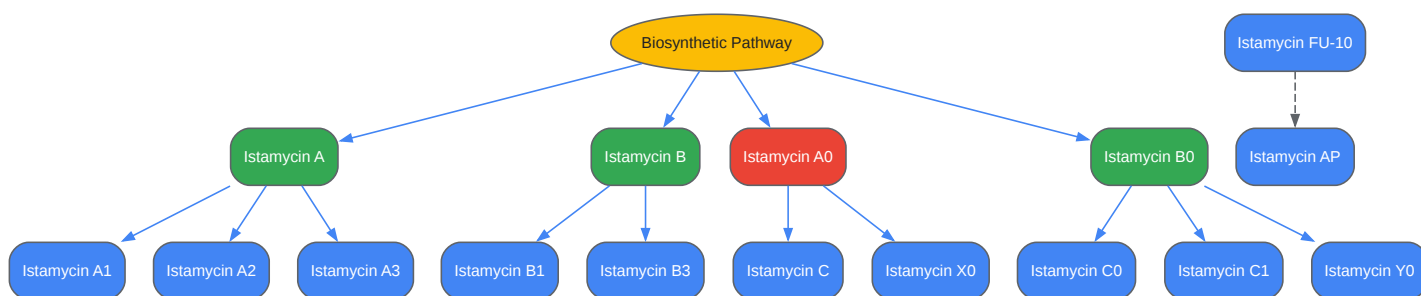 Biosynthetic Pathway
Istamycin FU-10
Istamycin A
Istamycin B
Istamycin A0
Istamycin B0
Istamycin AP
Istamycin A1
Istamycin A2
Istamycin A3
Istamycin B1
Istamycin B3
Istamycin C
Istamycin X0
Istamycin C0
Istamycin C1
Istamycin Y0